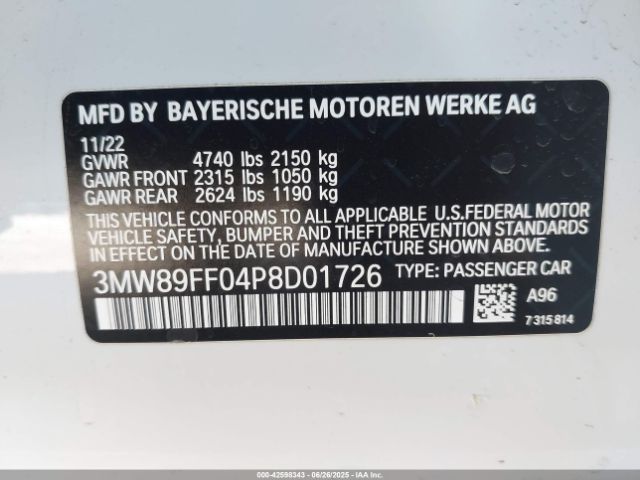 MFD BY BAYERISCHE MOTOREN WERKE AG
11/22
GVWR 4740 lbs 2150 kg
GAWR FRONT 2315 lbs 1050 kg
GAWR REAR 2624 lbs 1190 kg
THIS VEHICLE CONFORMS TO ALL APPLICABLE U.S.FEDERAL MOTOR
VEHICLE SAFETY, BUMPER, AND THEFT PREVENTION STANDARDS
IN EFFECT ON THE DATE OF MANUFACTURE SHOWN ABOVE.
3MW89FF04P8D01726 TYPE: PASSENGER CAR
A96
7 315 814
000-42598343 - 06/26/2025 - IAA Inc.